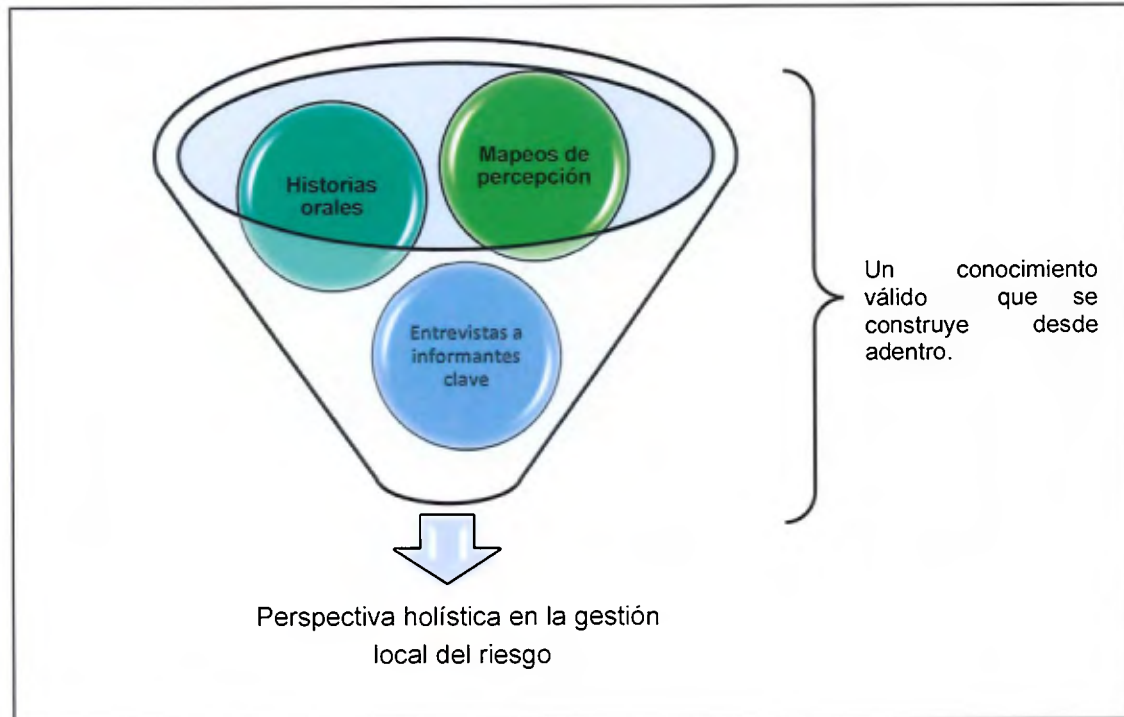 Historias
orales
Mapeos de
percepción
Entrevistas a
informantes
clave
Un conocimiento
válido que se
construye desde
adentro.
Perspectiva holística en la gestión
local del riesgo